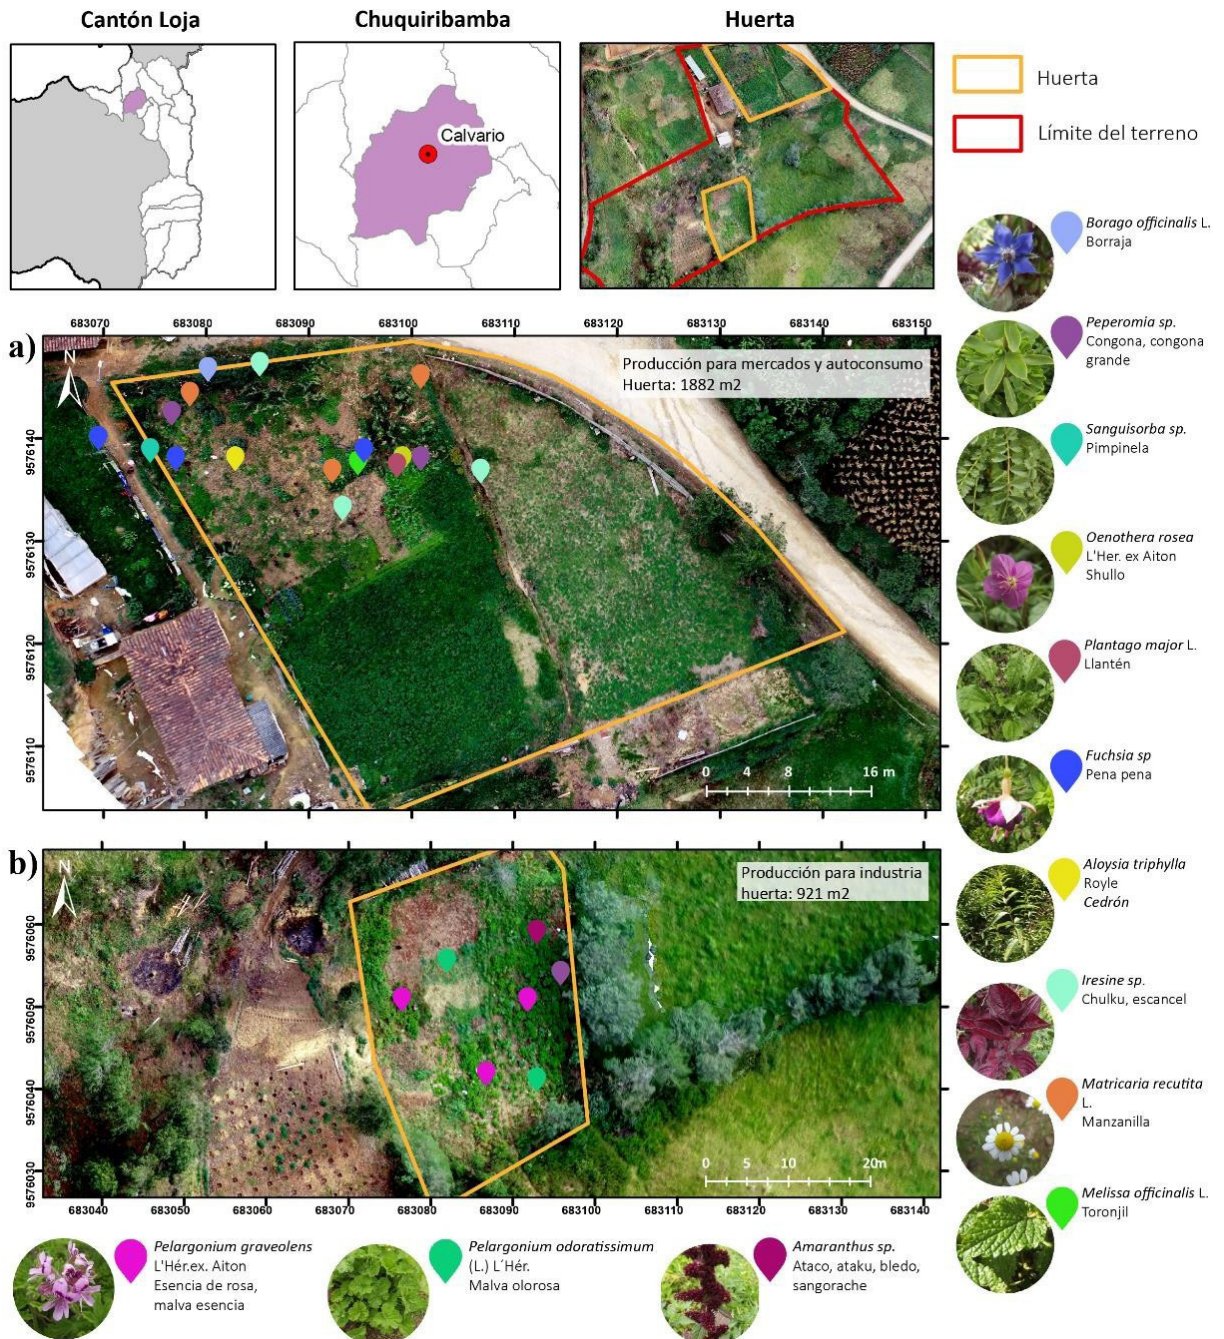 Cantón Loja
Chuquiribamba
Huerta
Calvario
Huerta
Límite del terreno
Borago officinalis L.
Borraja
Peperomia sp.
Congona, congona
grande
Sanguisorba sp.
Pimpinela
Oenothera rosea
L'Her. ex Aiton
Shullo
Plantago major L.
Llantén
Fuchsia sp
Pena pena
Aloysia triphylla
Royle
Cedrón
Iresine sp.
Chulku, escancel
Matricaria recutita
L.
Manzanilla
Melissa officinalis L.
Toronjil
683070 683080 683090 683100 683110 683120 683130 683140 683150
a)
N
Producción para mercados y autoconsumo
Huerta: 1882 m2
9576140
9576130
9576120
9576110
0 4 8 16 m
b)
N
Producción para industria
huerta: 921 m2
9576060
9576050
9576040
9576030
0 5 10 20m
683040 683050 683060 683070 683080 683090 683100 683110 683120 683130 683140
Pelargonium graveolens
L'Hér.ex. Aiton
Esencia de rosa,
malva esencia
Pelargonium odoratissimum
(L.) L´Hér.
Malva olorosa
Amaranthus sp.
Ataco, ataku, bledo,
sangorache